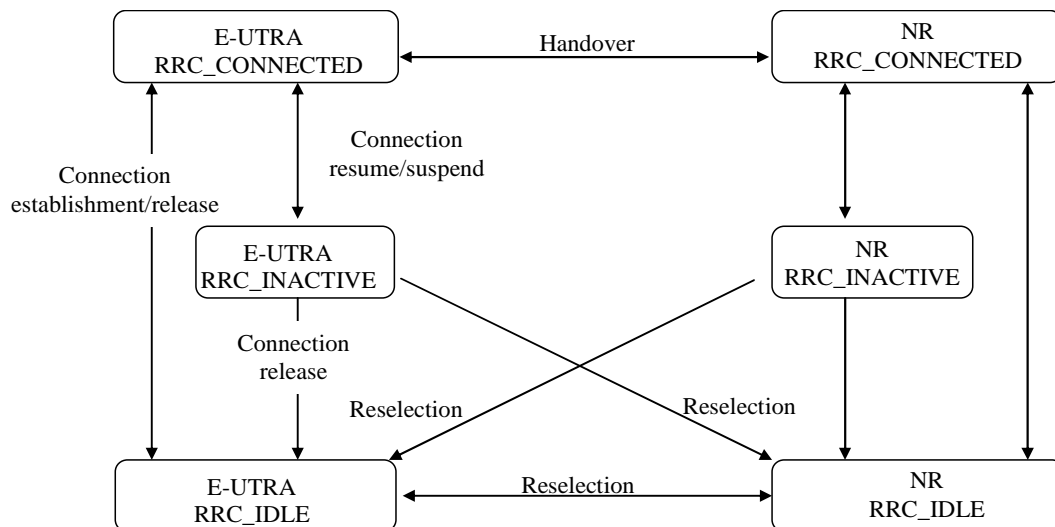 E-UTRA
RRC_CONNECTED
Handover
NR
RRC_CONNECTED
Connection
resume/suspend
Connection
establishment/release
E-UTRA
RRC_INACTIVE
NR
RRC_INACTIVE
Connection
release
Reselection
Reselection
E-UTRA
RRC_IDLE
Reselection
NR
RRC_IDLE